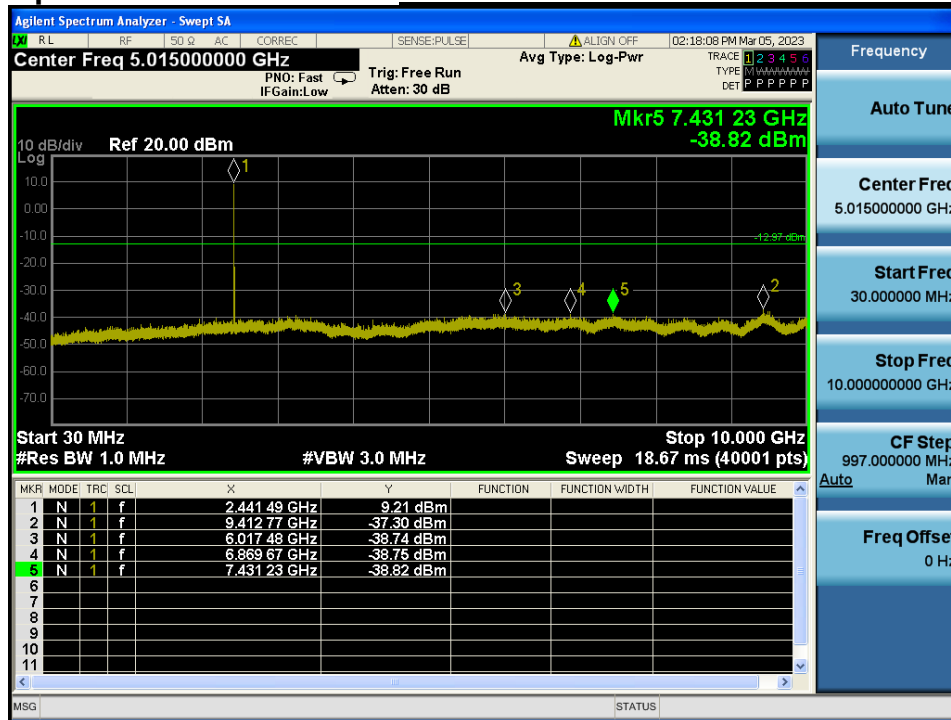 Agilent Spectrum Analyzer - Swept SA
LXI RL RF 50 Ω AC CORREC SENSE:PULSE ALIGN OFF 02:18:08 PM Mar 05, 2023
Center Freq 5.015000000 GHz
PNO: Fast
IFGain:Low
Trig: Free Run
Atten: 30 dB
Avg Type: Log-Pwr
TRACE 1 2 3 4 5 6
TYPE M W W W W W
DET P P P P P P
Mkr5 7.431 23 GHz
-38.82 dBm
10 dB/div Ref 20.00 dBm
Log
10.0
0.00
-10.0
-20.0
-30.0
-40.0
-50.0
-60.0
-70.0
1
-12.97 dBm
3
4
5
2
Start 30 MHz
Stop 10.000 GHz
#Res BW 1.0 MHz
#VBW 3.0 MHz
Sweep 18.67 ms (40001 pts)
MKR MODE TRC SCL X Y FUNCTION FUNCTION WIDTH FUNCTION VALUE
1 N 1 f 2.441 49 GHz 9.21 dBm
2 N 1 f 9.412 77 GHz -37.30 dBm
3 N 1 f 6.017 48 GHz -38.74 dBm
4 N 1 f 6.869 67 GHz -38.75 dBm
5 N 1 f 7.431 23 GHz -38.82 dBm
6
7
8
9
10
11
MSG
STATUS
Frequency
Auto Tune
Center Freq
5.015000000 GHz
Start Freq
30.000000 MHz
Stop Freq
10.000000000 GHz
CF Step
997.000000 MHz
Auto Man
Freq Offset
0 Hz